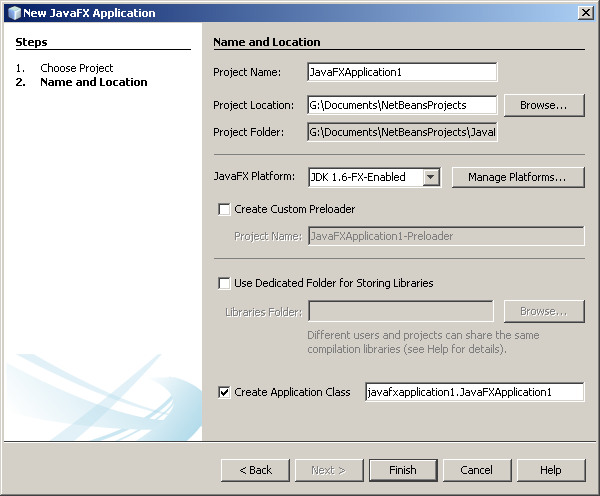 New JavaFX Application
Steps
1. Choose Project
2. Name and Location
Name and Location
Project Name: JavaFXApplication1
Project Location: G:\Documents\NetBeansProjects Browse...
Project Folder: G:\Documents\NetBeansProjects\Javal
JavaFX Platform: JDK 1.6-FX-Enabled Manage Platforms...
Create Custom Preloader
Project Name: JavaFXApplication1-Preloader
Use Dedicated Folder for Storing Libraries
Libraries Folder: Browse...
Different users and projects can share the same
compilation libraries (see Help for details).
Create Application Class javafxapplication1.JavaFXApplication1
< Back Next > Finish Cancel Help